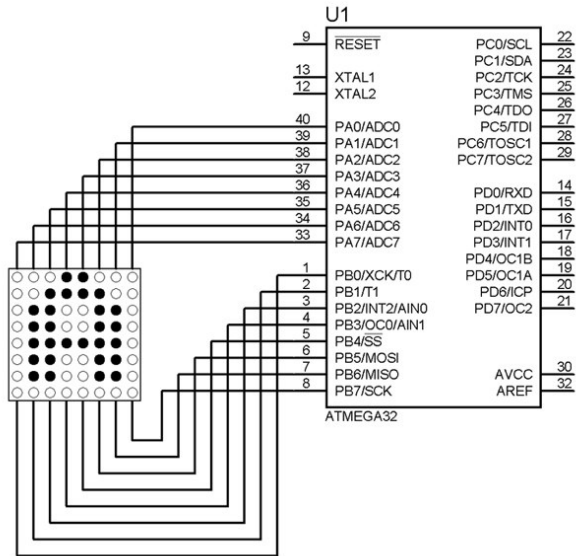 U1
9 RESET
13 XTAL1
12 XTAL2
40 PA0/ADC0
39 PA1/ADC1
38 PA2/ADC2
37 PA3/ADC3
36 PA4/ADC4
35 PA5/ADC5
34 PA6/ADC6
33 PA7/ADC7
1 PB0/XCK/T0
2 PB1/T1
3 PB2/INT2/AIN0
4 PB3/OC0/AIN1
5 PB4/SS
6 PB5/MOSI
7 PB6/MISO
8 PB7/SCK
PC0/SCL 22
PC1/SDA 23
PC2/TCK 24
PC3/TMS 25
PC4/TDO 26
PC5/TDI 27
PC6/TOSC1 28
PC7/TOSC2 29
PD0/RXD 14
PD1/TXD 15
PD2/INT0 16
PD3/INT1 17
PD4/OC1B 18
PD5/OC1A 19
PD6/ICP 20
PD7/OC2 21
AVCC 30
AREF 32
ATMEGA32